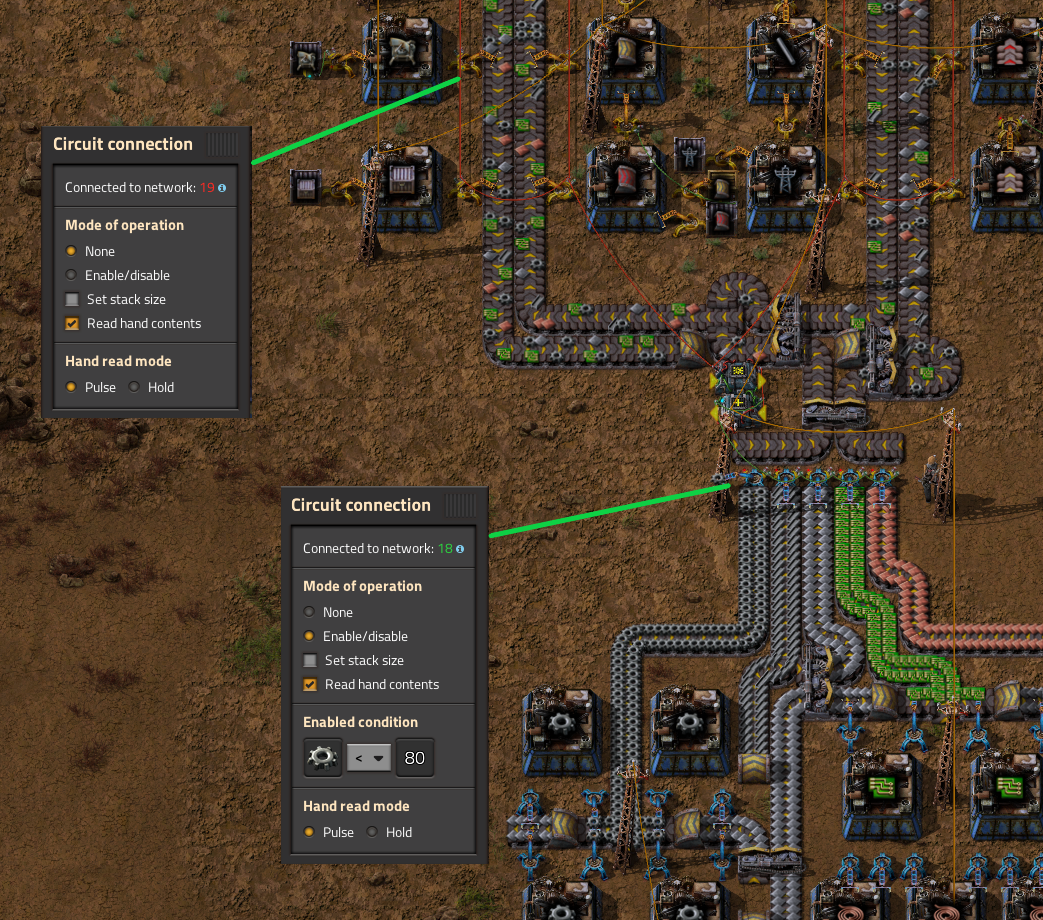 Circuit connection
Connected to network: 19
Mode of operation
None
Enable/disable
Set stack size
Read hand contents
Hand read mode
Pulse Hold
Circuit connection
Connected to network: 18
Mode of operation
None
Enable/disable
Set stack size
Read hand contents
Enabled condition
< 80
Hand read mode
Pulse Hold